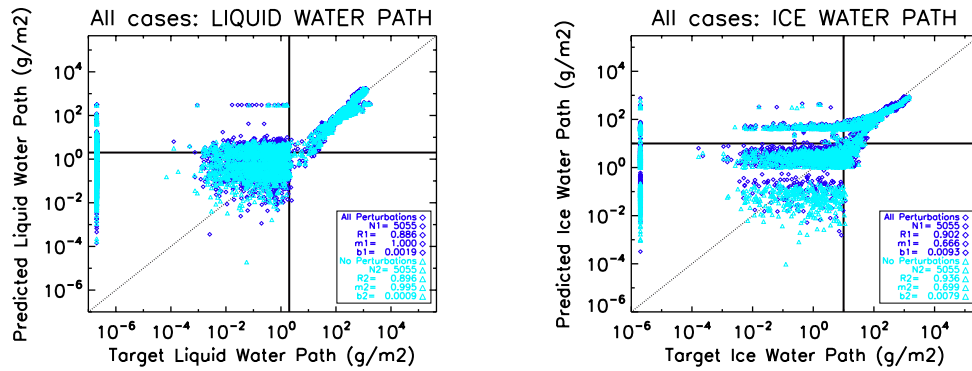 All cases: LIQUID WATER PATH
Predicted Liquid Water Path (g/m2)
10^4
10^2
10^0
10^-2
10^-4
10^-6
All Perturbations ◇
N1= 5055 ◇
R1= 0.886 ◇
m1= 1.000 ◇
b1= 0.0019 ◇
No Perturbations △
N2= 5055 △
R2= 0.896 △
m2= 0.995 △
b2= 0.0009 △
10^-6 10^-4 10^-2 10^0 10^2 10^4
Target Liquid Water Path (g/m2)
All cases: ICE WATER PATH
Predicted Ice Water Path (g/m2)
10^4
10^2
10^0
10^-2
10^-4
10^-6
All Perturbations ◇
N1= 5055 ◇
R1= 0.902 ◇
m1= 0.666 ◇
b1= 0.0093 ◇
No Perturbations △
N2= 5055 △
R2= 0.936 △
m2= 0.699 △
b2= 0.0079 △
10^-6 10^-4 10^-2 10^0 10^2 10^4
Target Ice Water Path (g/m2)